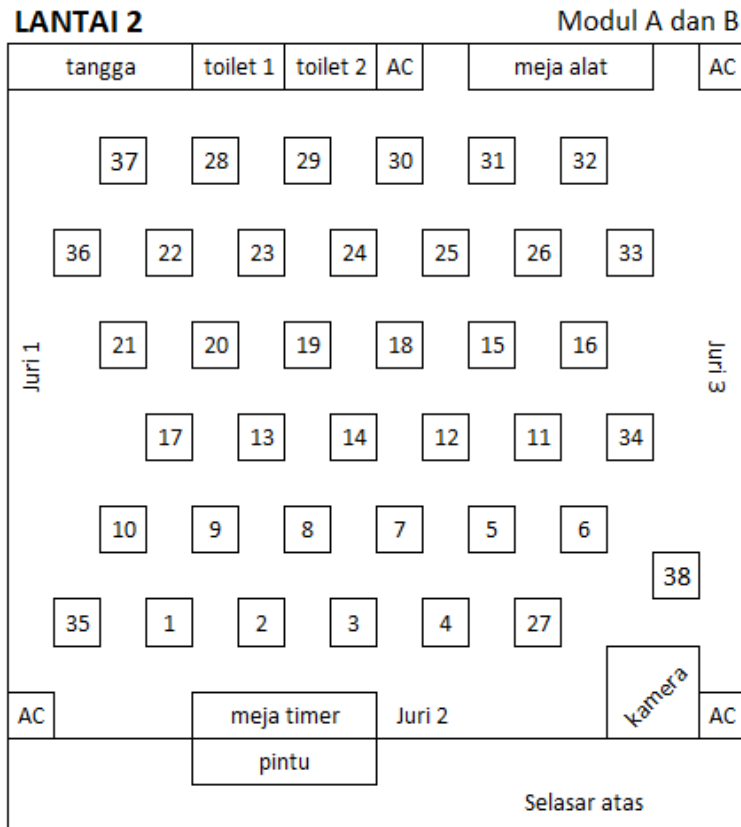 LANTAI 2 Modul A dan B
tangga toilet 1 toilet 2 AC meja alat AC
37 28 29 30 31 32
36 22 23 24 25 26 33
21 20 19 18 15 16
Juri 1 Juri 3
17 13 14 12 11 34
10 9 8 7 5 6
38
35 1 2 3 4 27
kamera
AC meja timer Juri 2 AC
pintu
Selasar atas